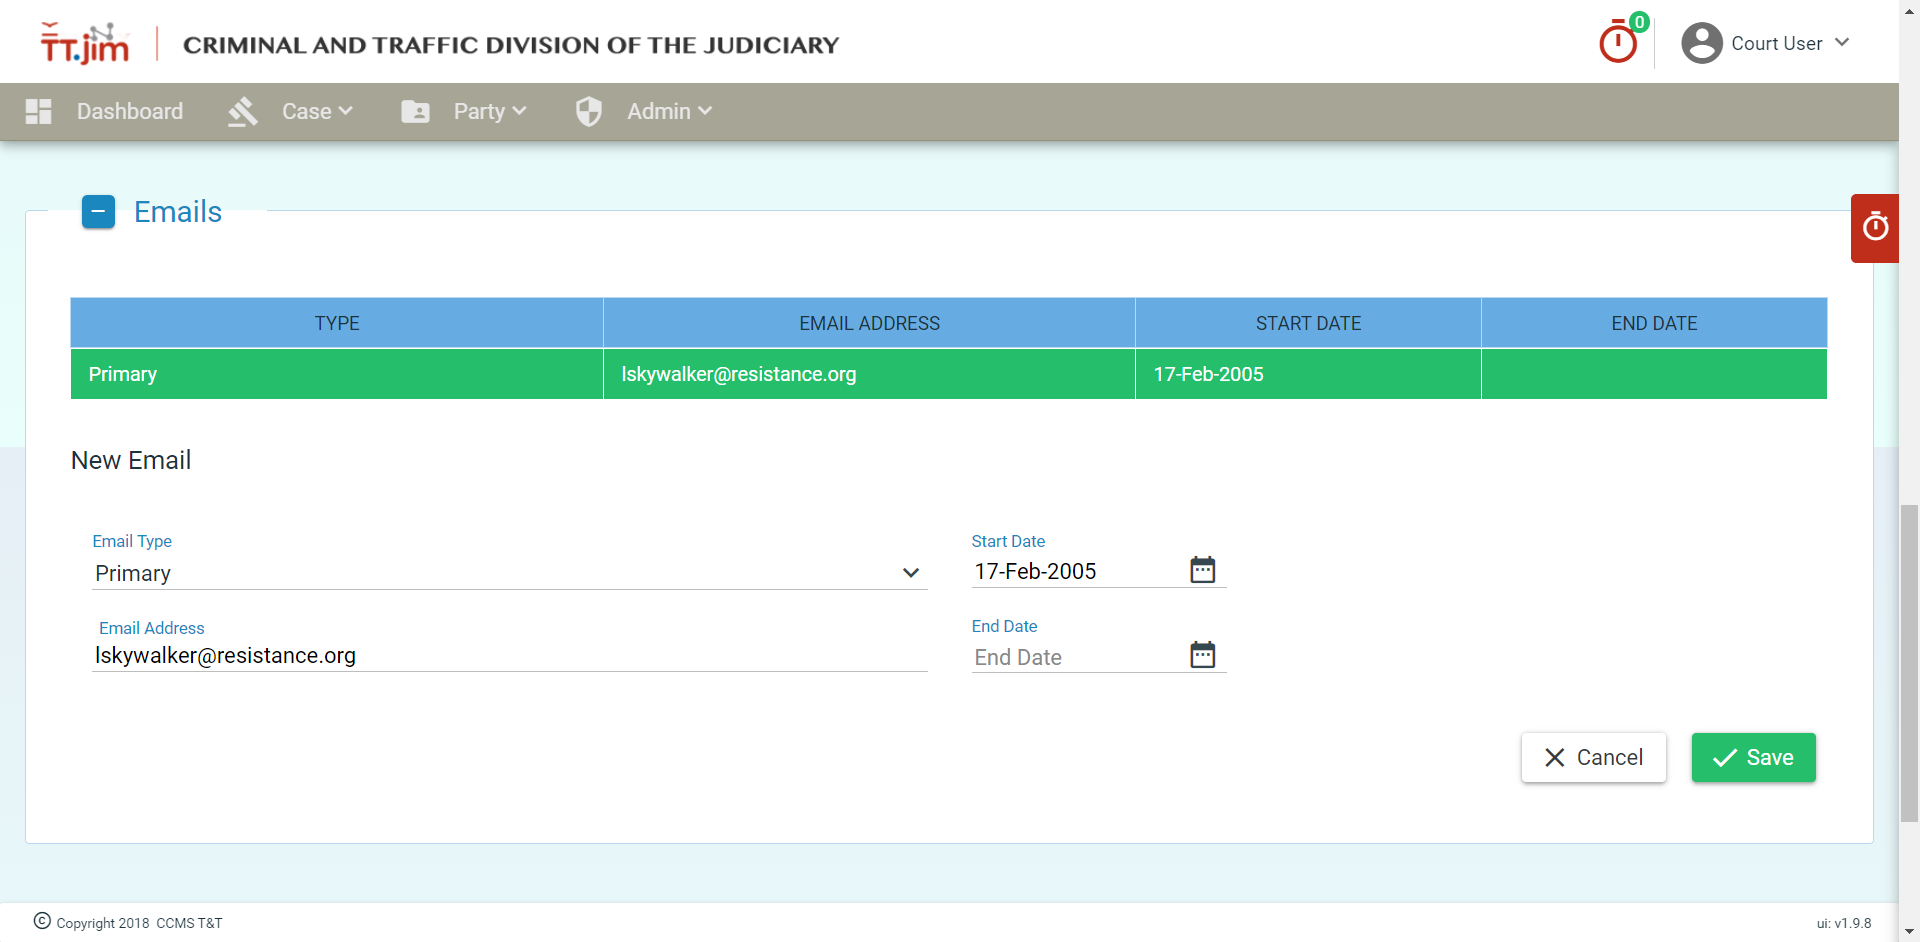 TT.jim
CRIMINAL AND TRAFFIC DIVISION OF THE JUDICIARY
0
Court User
Dashboard Case Party Admin
Emails
TYPE EMAIL ADDRESS START DATE END DATE
Primary lskywalker@resistance.org 17-Feb-2005
New Email
Email Type Start Date
Primary 17-Feb-2005
Email Address End Date
lskywalker@resistance.org End Date
Cancel Save
© Copyright 2018 CCMS T&T ui: v1.9.8